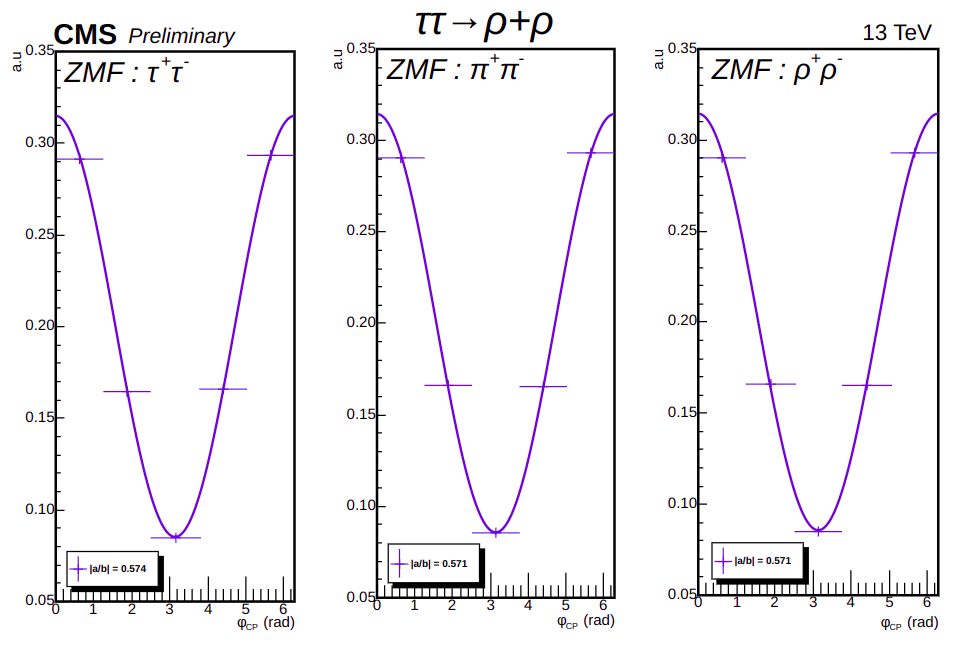 CMS Preliminary
ττ→ρ+ρ
13 TeV
a.u
ZMF : τ⁺τ⁻
0.35
0.30
0.25
0.20
0.15
0.10
0.05
|a/b| = 0.574
0 1 2 3 4 5 6
φCP (rad)
a.u
ZMF : π⁺π⁻
0.35
0.30
0.25
0.20
0.15
0.10
0.05
|a/b| = 0.571
0 1 2 3 4 5 6
φCP (rad)
a.u
ZMF : ρ⁺ρ⁻
0.35
0.30
0.25
0.20
0.15
0.10
0.05
|a/b| = 0.571
0 1 2 3 4 5 6
φCP (rad)